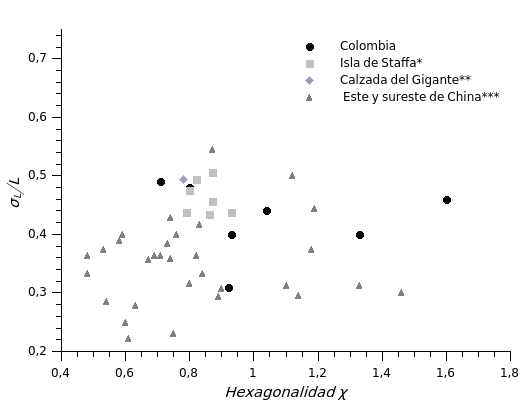 Colombia
Isla de Staffa*
Calzada del Gigante**
Este y sureste de China***
0,7
0,6
0,5
0,4
0,3
0,2
σL/L
0,4 0,6 0,8 1 1,2 1,4 1,6 1,8
Hexagonalidad χ